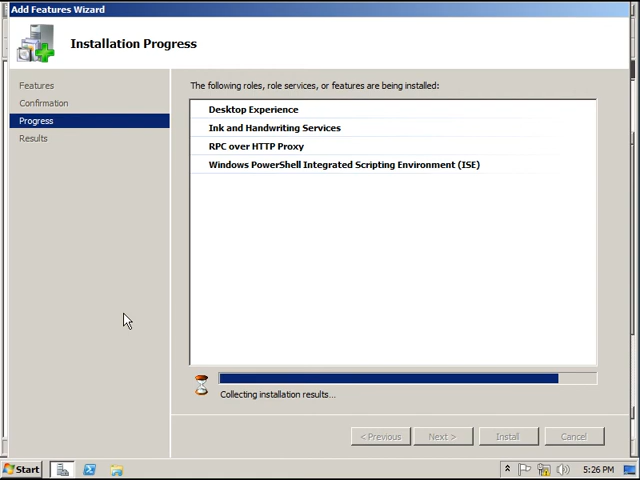 Add Features Wizard
Installation Progress
Features
Confirmation
Progress
Results
The following roles, role services, or features are being installed:
Desktop Experience
Ink and Handwriting Services
RPC over HTTP Proxy
Windows PowerShell Integrated Scripting Environment (ISE)
Collecting installation results...
< Previous
Next >
Install
Cancel
Start
5:26 PM